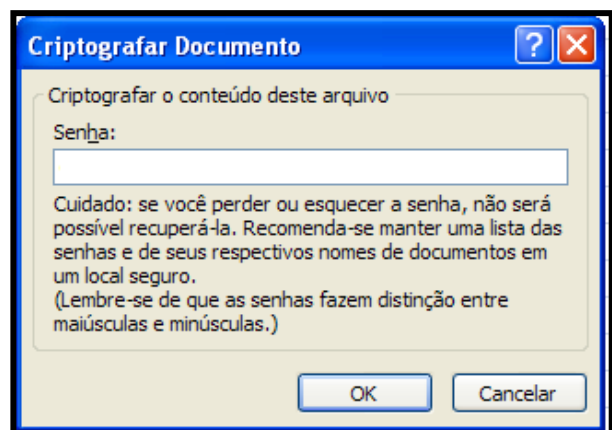 Criptografar Documento
Criptografar o conteúdo deste arquivo
Senha:
Cuidado: se você perder ou esquecer a senha, não será
possível recuperá-la. Recomenda-se manter uma lista das
senhas e de seus respectivos nomes de documentos em
um local seguro.
(Lembre-se de que as senhas fazem distinção entre
maiúsculas e minúsculas.)
OK Cancelar